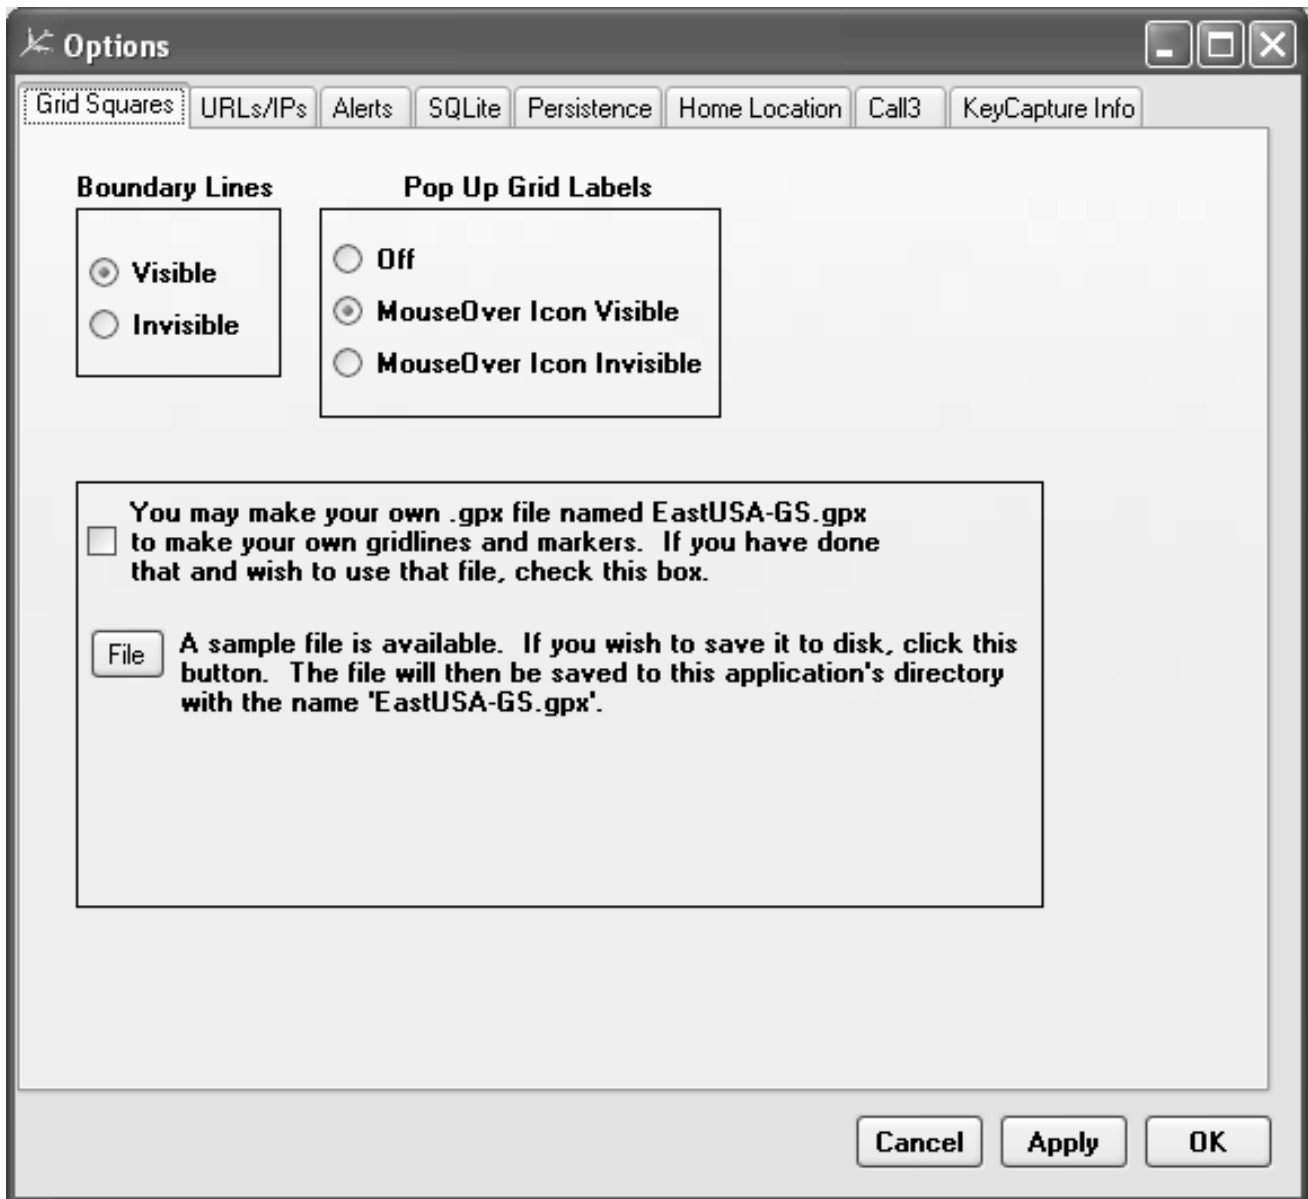 Options
Grid Squares URLs/IPs Alerts SQLite Persistence Home Location Call3 KeyCapture Info
Boundary Lines
Visible
Invisible
Pop Up Grid Labels
Off
MouseOver Icon Visible
MouseOver Icon Invisible
You may make your own .gpx file named EastUSA-GS.gpx
to make your own gridlines and markers.  If you have done
that and wish to use that file, check this box.
File
A sample file is available.  If you wish to save it to disk, click this
button.  The file will then be saved to this application's directory
with the name 'EastUSA-GS.gpx'.
Cancel Apply OK